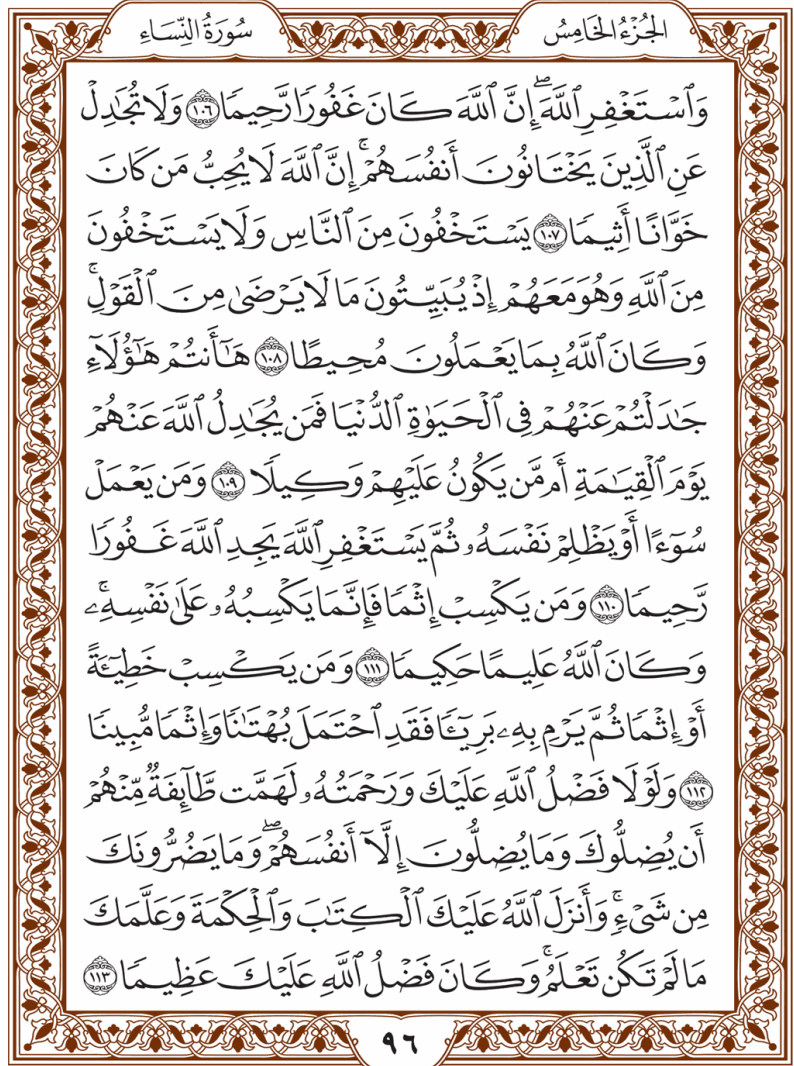 الجُزْءُ الخَامِسُ
سُورَةُ النِّسَاءِ
وَٱسْتَغْفِرِ ٱللَّهَۖ إِنَّ ٱللَّهَ كَانَ غَفُورٗا رَّحِيمٗا ١٠٦ وَلَا تُجَٰدِلۡ
عَنِ ٱلَّذِينَ يَخۡتَانُونَ أَنفُسَهُمۡۚ إِنَّ ٱللَّهَ لَا يُحِبُّ مَن كَانَ
خَوَّانًا أَثِيمٗا ١٠٧ يَسۡتَخۡفُونَ مِنَ ٱلنَّاسِ وَلَا يَسۡتَخۡفُونَ
مِنَ ٱللَّهِ وَهُوَ مَعَهُمۡ إِذۡ يُبَيِّتُونَ مَا لَا يَرۡضَىٰ مِنَ ٱلۡقَوۡلِۚ
وَكَانَ ٱللَّهُ بِمَا يَعۡمَلُونَ مُحِيطًا ١٠٨ هَٰٓأَنتُمۡ هَٰٓؤُلَآءِ
جَٰدَلۡتُمۡ عَنۡهُمۡ فِي ٱلۡحَيَوٰةِ ٱلدُّنۡيَا فَمَن يُجَٰدِلُ ٱللَّهَ عَنۡهُمۡ
يَوۡمَ ٱلۡقِيَٰمَةِ أَم مَّن يَكُونُ عَلَيۡهِمۡ وَكِيلٗا ١٠٩ وَمَن يَعۡمَلۡ
سُوٓءًا أَوۡ يَظۡلِمۡ نَفۡسَهُۥ ثُمَّ يَسۡتَغۡفِرِ ٱللَّهَ يَجِدِ ٱللَّهَ غَفُورٗا
رَّحِيمٗا ١١٠ وَمَن يَكۡسِبۡ إِثۡمٗا فَإِنَّمَا يَكۡسِبُهُۥ عَلَىٰ نَفۡسِهِۦۚ
وَكَانَ ٱللَّهُ عَلِيمًا حَكِيمٗا ١١١ وَمَن يَكۡسِبۡ خَطِيٓـَٔةً
أَوۡ إِثۡمٗا ثُمَّ يَرۡمِ بِهِۦ بَرِيٓـٔٗا فَقَدِ ٱحۡتَمَلَ بُهۡتَٰنٗا وَإِثۡمٗا مُّبِينٗا
١١٢ وَلَوۡلَا فَضۡلُ ٱللَّهِ عَلَيۡكَ وَرَحۡمَتُهُۥ لَهَمَّت طَّآئِفَةٞ مِّنۡهُمۡ
أَن يُضِلُّوكَ وَمَا يُضِلُّونَ إِلَّآ أَنفُسَهُمۡۖ وَمَا يَضُرُّونَكَ
مِن شَيۡءٖۚ وَأَنزَلَ ٱللَّهُ عَلَيۡكَ ٱلۡكِتَٰبَ وَٱلۡحِكۡمَةَ وَعَلَّمَكَ
مَا لَمۡ تَكُن تَعۡلَمُۚ وَكَانَ فَضۡلُ ٱللَّهِ عَلَيۡكَ عَظِيمٗا ١١٣
٩٦